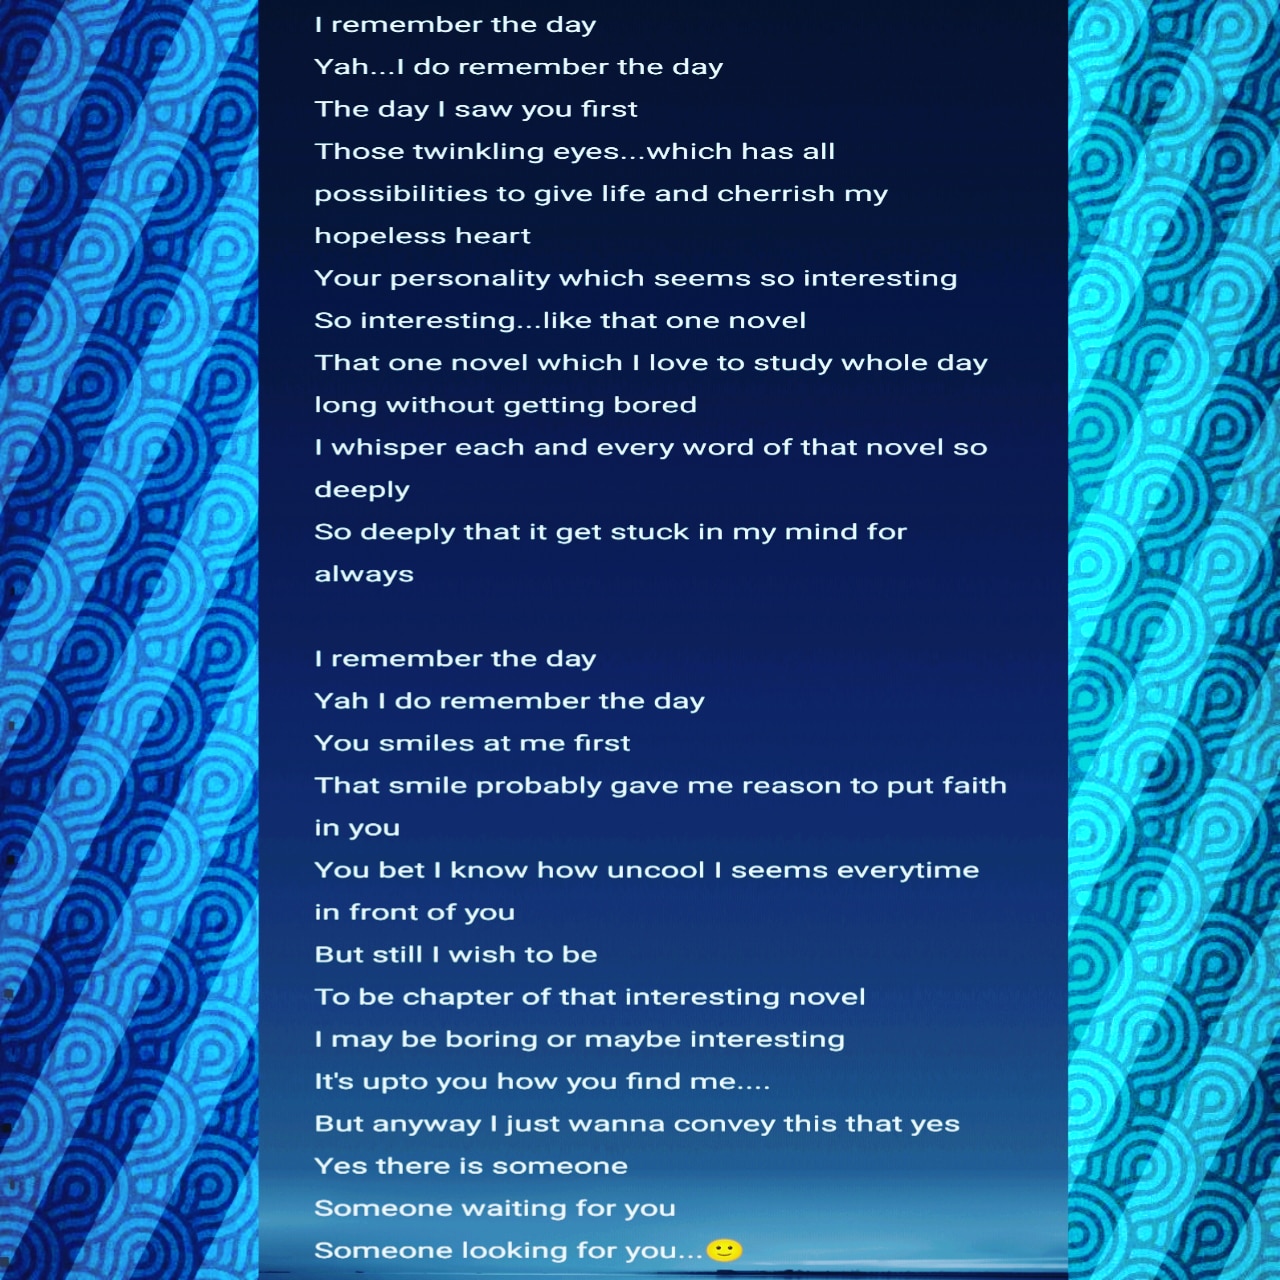 I remember the day
Yah...I do remember the day
The day I saw you first
Those twinkling eyes...which has all
possibilities to give life and cherrish my
hopeless heart
Your personality which seems so interesting
So interesting...like that one novel
That one novel which I love to study whole day
long without getting bored
I whisper each and every word of that novel so
deeply
So deeply that it get stuck in my mind for
always
I remember the day
Yah I do remember the day
You smiles at me first
That smile probably gave me reason to put faith
in you
You bet I know how uncool I seems everytime
in front of you
But still I wish to be
To be chapter of that interesting novel
I may be boring or maybe interesting
It's upto you how you find me....
But anyway I just wanna convey this that yes
Yes there is someone
Someone waiting for you
Someone looking for you...🙂